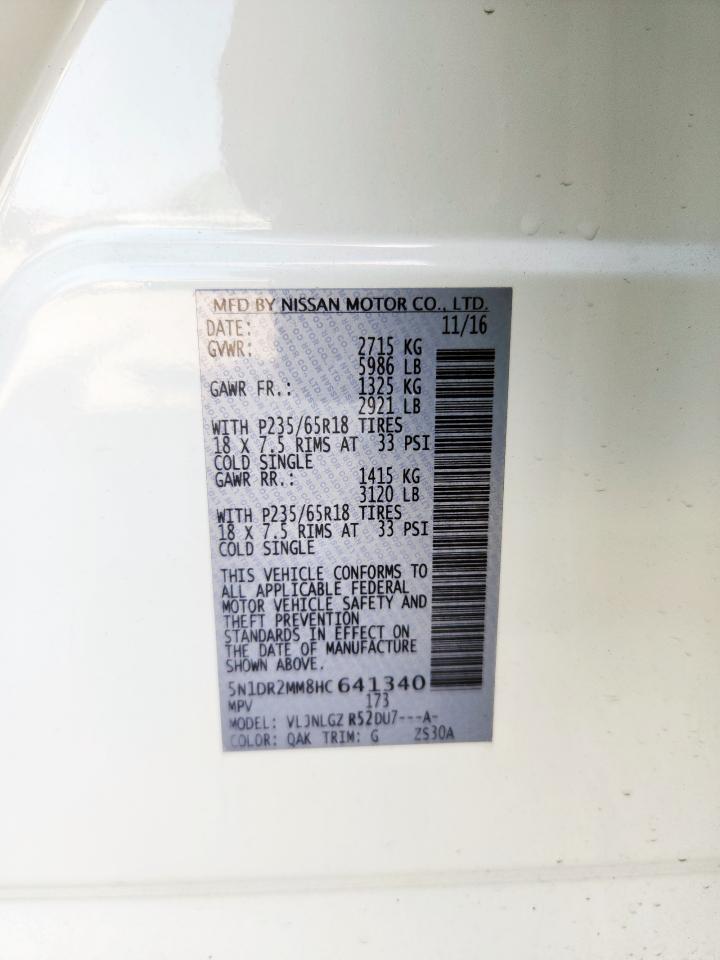 MFD BY NISSAN MOTOR CO., LTD.
DATE: 11/16
GVWR: 2715 KG
5986 LB
GAWR FR.: 1325 KG
2921 LB
WITH P235/65R18 TIRES
18 X 7.5 RIMS AT 33 PSI
COLD SINGLE
GAWR RR.: 1415 KG
3120 LB
WITH P235/65R18 TIRES
18 X 7.5 RIMS AT 33 PSI
COLD SINGLE
THIS VEHICLE CONFORMS TO
ALL APPLICABLE FEDERAL
MOTOR VEHICLE SAFETY AND
THEFT PREVENTION
STANDARDS IN EFFECT ON
THE DATE OF MANUFACTURE
SHOWN ABOVE.
5N1DR2MM8HC641340
MPV 173
MODEL: VL3NLGZ R52DU7---A-
COLOR: QAK TRIM: G ZS30A